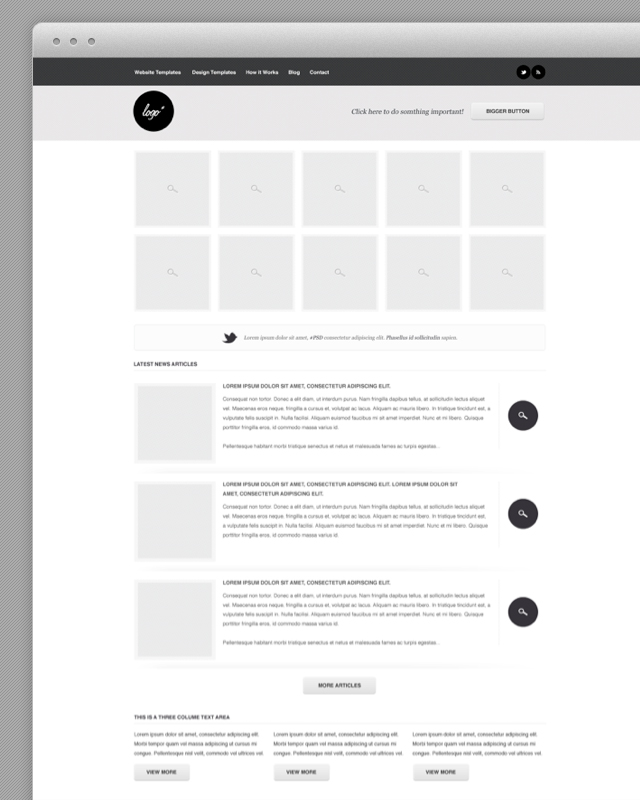 Website Templates Design Templates How it Works Blog Contact
logo
Click here to do somthing important! BIGGER BUTTON
Lorem ipsum dolor sit amet, #PSD consectetur adipiscing elit. Phasellus id sollicitudin sapien.
LATEST NEWS ARTICLES
LOREM IPSUM DOLOR SIT AMET, CONSECTETUR ADIPISCING ELIT.
Consequat non tortor. Donec a elit diam, ut interdum purus. Nam fringilla dapibus tellus, at sollicitudin lectus aliquet
vel. Maecenas eros neque, fringilla a cursus et, volutpat ac lacus. Aliquam ac mauris libero. In tristique tincidunt est, a
vulputate felis suscipit in. Nulla facilisi. Aliquam euismod faucibus mi sit amet imperdiet. Nunc et mi libero. Quisque
porttitor fringilla eros, id commodo massa varius id.
Pellentesque habitant morbi tristique senectus et netus et malesuada fames ac turpis egestas..
LOREM IPSUM DOLOR SIT AMET, CONSECTETUR ADIPISCING ELIT. LOREM IPSUM DOLOR SIT
AMET, CONSECTETUR ADIPISCING ELIT.
Consequat non tortor. Donec a elit diam, ut interdum purus. Nam fringilla dapibus tellus, at sollicitudin lectus aliquet
vel. Maecenas eros neque, fringilla a cursus et, volutpat ac lacus. Aliquam ac mauris libero. In tristique tincidunt est,
a vulputate felis suscipit in. Nulla facilisi. Aliquam euismod faucibus mi sit amet imperdiet. Nunc et mi libero. Quisque
porttitor fringilla eros, id commodo massa varius id.
LOREM IPSUM DOLOR SIT AMET, CONSECTETUR ADIPISCING ELIT.
Consequat non tortor. Donec a elit diam, ut interdum purus. Nam fringilla dapibus tellus, at sollicitudin lectus aliquet
vel. Maecenas eros neque, fringilla a cursus et, volutpat ac lacus. Aliquam ac mauris libero. In tristique tincidunt est, a
vulputate felis suscipit in. Nulla facilisi. Aliquam euismod faucibus mi sit amet imperdiet. Nunc et mi libero. Quisque
porttitor fringilla eros, id commodo massa varius id.
Pellentesque habitant morbi tristique senectus et netus et malesuada fames ac turpis egestas..
MORE ARTICLES
THIS IS A THREE COLUME TEXT AREA
Lorem ipsum dolor sit amet, consectetur adipiscing elit.
Morbi tempor quam vel massa adipiscing ut cursus mi
congue. Pellentesque nisl velit, commodo vel ultricies vel.
VIEW MORE
Lorem ipsum dolor sit amet, consectetur adipiscing elit.
Morbi tempor quam vel massa adipiscing ut cursus mi
congue. Pellentesque nisl velit, commodo vel ultricies vel.
VIEW MORE
Lorem ipsum dolor sit amet, consectetur adipiscing elit.
Morbi tempor quam vel massa adipiscing ut cursus mi
congue. Pellentesque nisl velit, commodo vel ultricies vel.
VIEW MORE